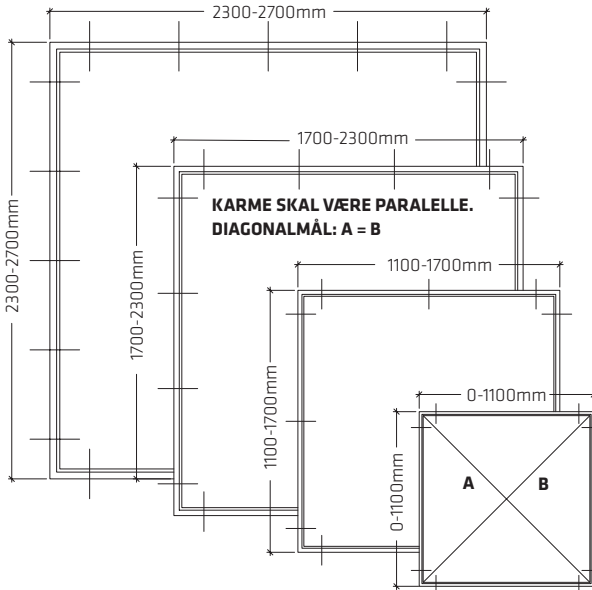 2300-2700mm
2300-2700mm
1700-2300mm
1700-2300mm
KARME SKAL VÆRE PARALELLE.
DIAGONALMÅL: A = B
1100-1700mm
1100-1700mm
0-1100mm
0-1100mm
A
B